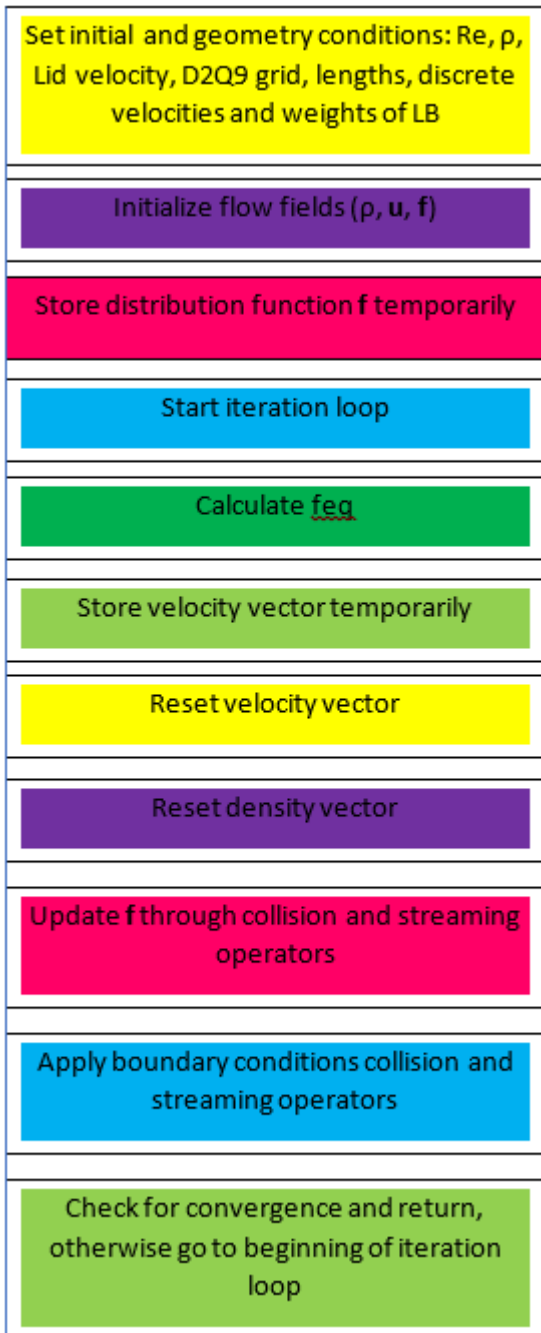 Set initial and geometry conditions: Re, ρ,
Lid velocity, D2Q9 grid, lengths, discrete
velocities and weights of LB
Initialize flow fields (ρ, u, f)
Store distribution function f temporarily
Start iteration loop
Calculate feq
Store velocity vector temporarily
Reset velocity vector
Reset density vector
Update f through collision and streaming
operators
Apply boundary conditions collision and
streaming operators
Check for convergence and return,
otherwise go to beginning of iteration
loop